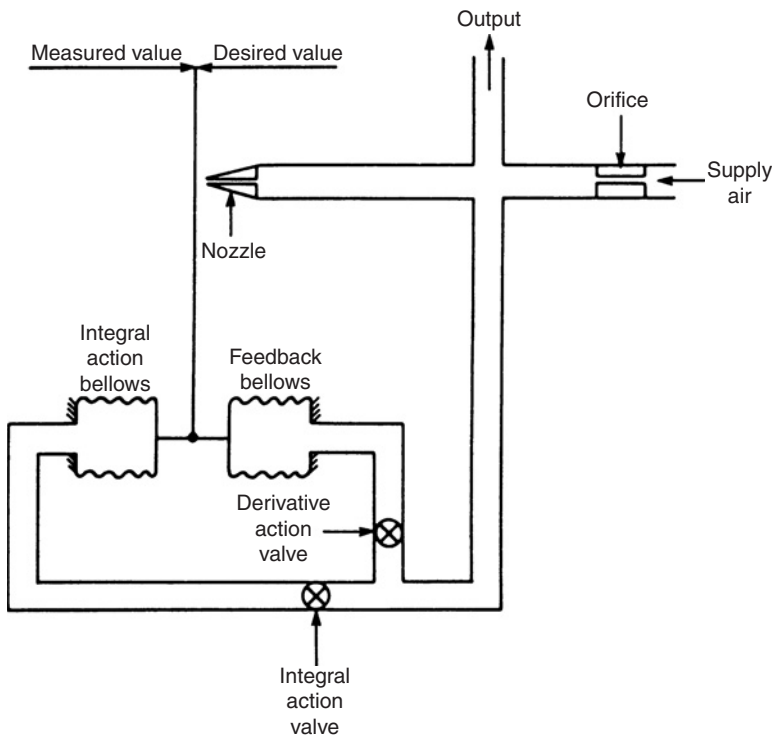 Output
Measured value
Desired value
Orifice
Supply
air
Nozzle
Integral
action
bellows
Feedback
bellows
Derivative
action
valve
Integral
action
valve